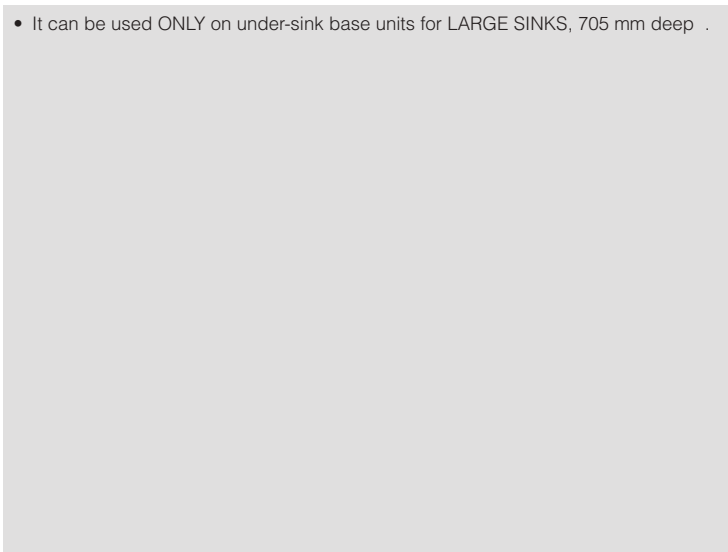 • It can be used ONLY on under-sink base units for LARGE SINKS, 705 mm deep .